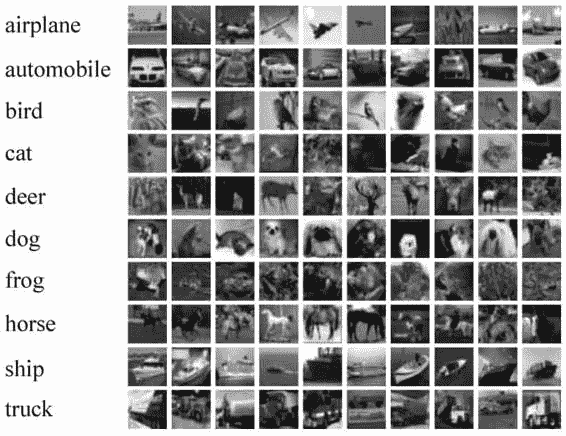 airplane
automobile
bird
cat
deer
dog
frog
horse
ship
truck